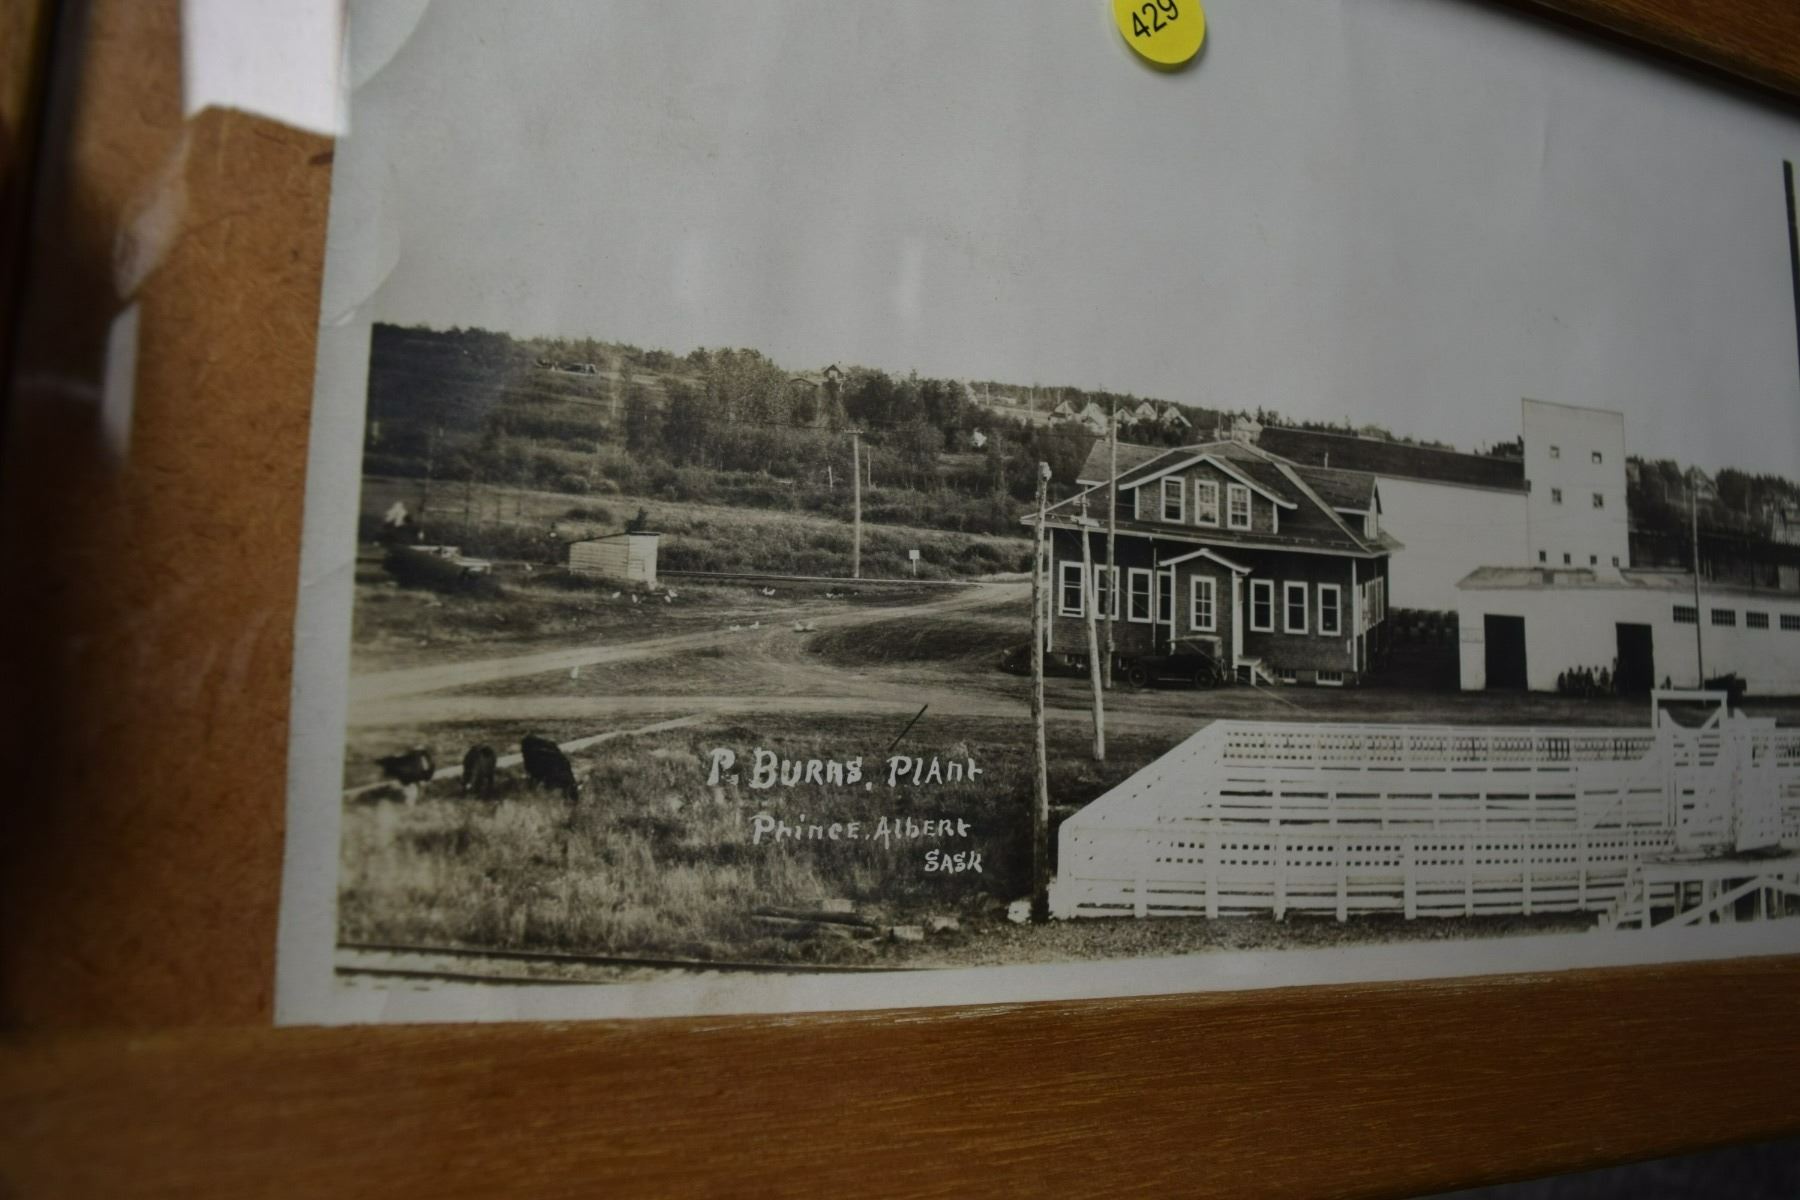 429
P. BURNS. PLANT
PRINCE. ALBERT
SASK